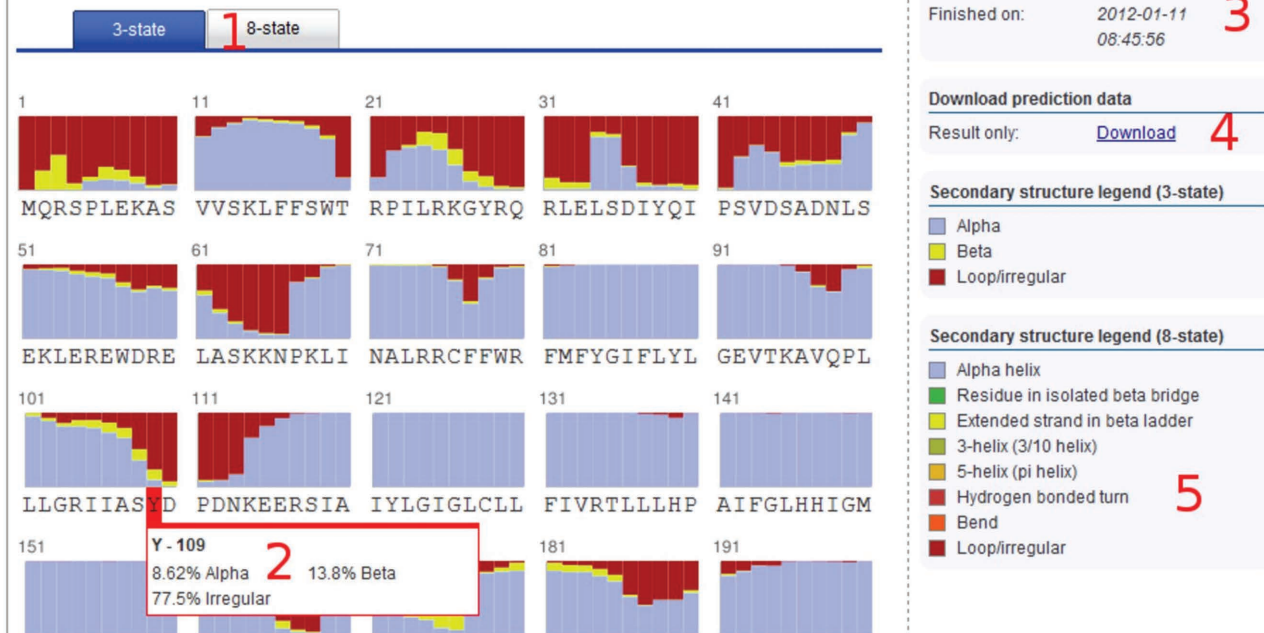 3-state 1 8-state
1 11 21 31 41
MQRSPLEKAS VVSKLFFSWT RPILRKGYRQ RLELSDIYQI PSVDSADNLS
51 61 71 81 91
EKLEREWDRE LASKKNPKLI NALRRCFFWR FMFYGIFLYL GEVTKAVQPL
101 111 121 131 141
LLGRIIASYD PDNKEERSIA IYLGIGLCLL FIVRTLLLHP AIFGLHHIGM
151 181 191
Y - 109
8.62% Alpha 2 13.8% Beta
77.5% Irregular
Finished on: 2012-01-11 3
08:45:56
Download prediction data
Result only: Download 4
Secondary structure legend (3-state)
Alpha
Beta
Loop/irregular
Secondary structure legend (8-state)
Alpha helix
Residue in isolated beta bridge
Extended strand in beta ladder
3-helix (3/10 helix)
5-helix (pi helix)
Hydrogen bonded turn 5
Bend
Loop/irregular